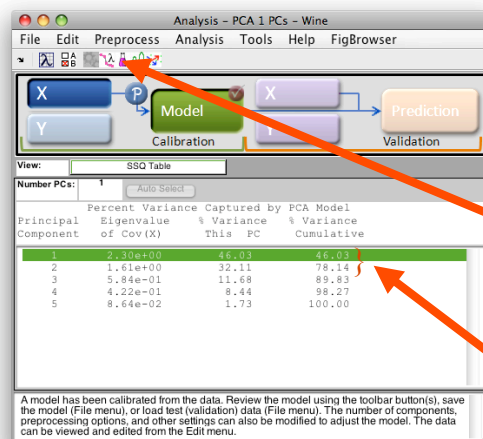 Analysis – PCA 1 PCs – Wine
File Edit Preprocess Analysis Tools Help FigBrowser
X
P
Model
X
Prediction
Y
Y
Calibration
Validation
View: SSQ Table
Number PCs: 1 Auto Select
Percent Variance Captured by PCA Model
Principal Eigenvalue % Variance % Variance
Component of Cov(X) This PC Cumulative
1 2.30e+00 46.03 46.03
2 1.61e+00 32.11 78.14
3 5.84e-01 11.68 89.83
4 4.22e-01 8.44 98.27
5 8.64e-02 1.73 100.00
A model has been calibrated from the data. Review the model using the toolbar button(s), save
the model (File menu), or load test (validation) data (File menu). The number of components,
preprocessing options, and other settings can also be modified to adjust the model. The data
can be viewed and edited from the Edit menu.